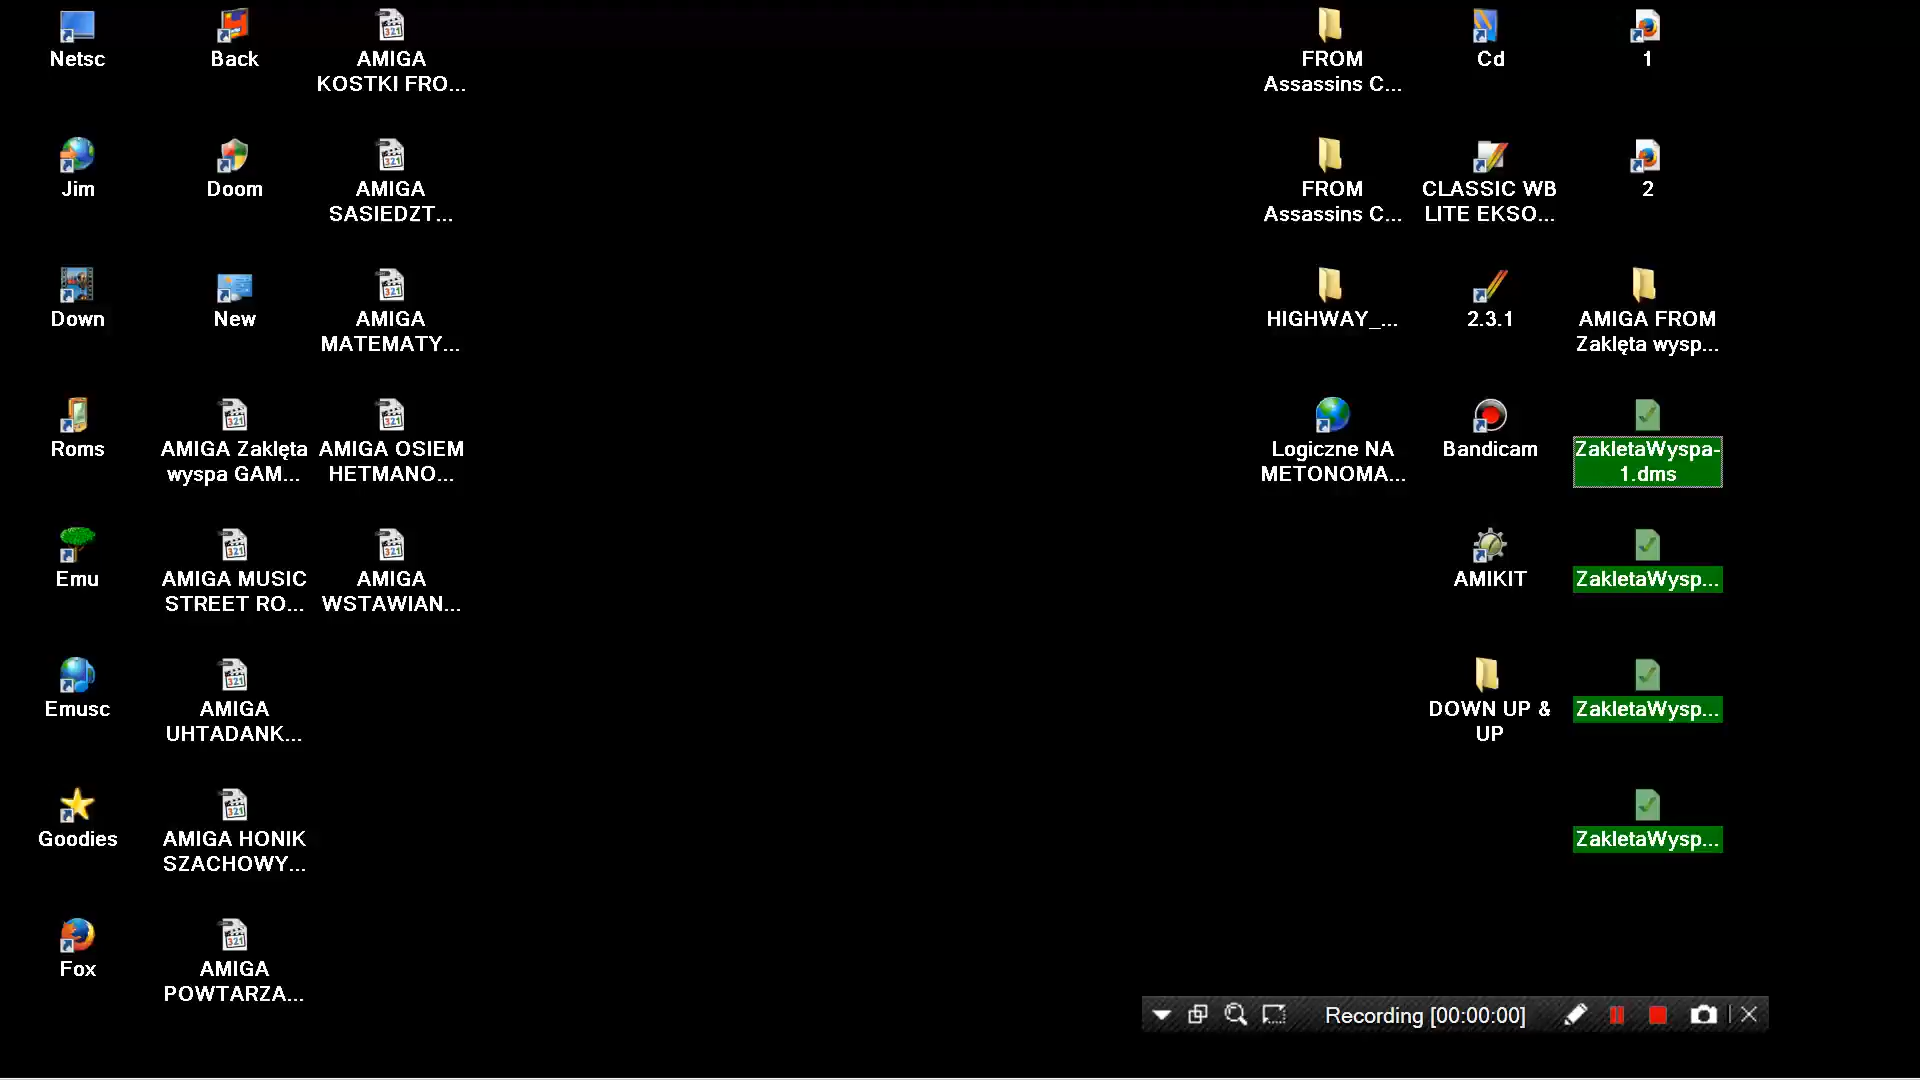 Netsc
Back
AMIGA
KOSTKI FRO...
FROM
Assassins C...
Cd
1
Jim
Doom
AMIGA
SASIEDZT...
FROM
Assassins C...
CLASSIC WB
LITE EKSO...
2
Down
New
AMIGA
MATEMATY...
HIGHWAY_...
2.3.1
AMIGA FROM
Zaklęta wysp...
Roms
AMIGA Zaklęta
wyspa GAM...
AMIGA OSIEM
HETMANO...
Logiczne NA
METONOMA...
Bandicam
ZakletaWyspa-
1.dms
Emu
AMIGA MUSIC
STREET RO...
AMIGA
WSTAWIAN...
AMIKIT
ZakletaWysp...
Emusc
AMIGA
UHTADANK...
DOWN UP &
UP
ZakletaWysp...
Goodies
AMIGA HONIK
SZACHOWY...
ZakletaWysp...
Fox
AMIGA
POWTARZA...
Recording [00:00:00]